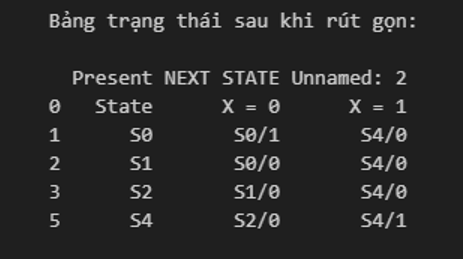 Bảng trạng thái sau khi rút gọn:
Present NEXT STATE Unnamed: 2
0 State X = 0 X = 1
1 S0 S0/1 S4/0
2 S1 S0/0 S4/0
3 S2 S1/0 S4/0
5 S4 S2/0 S4/1